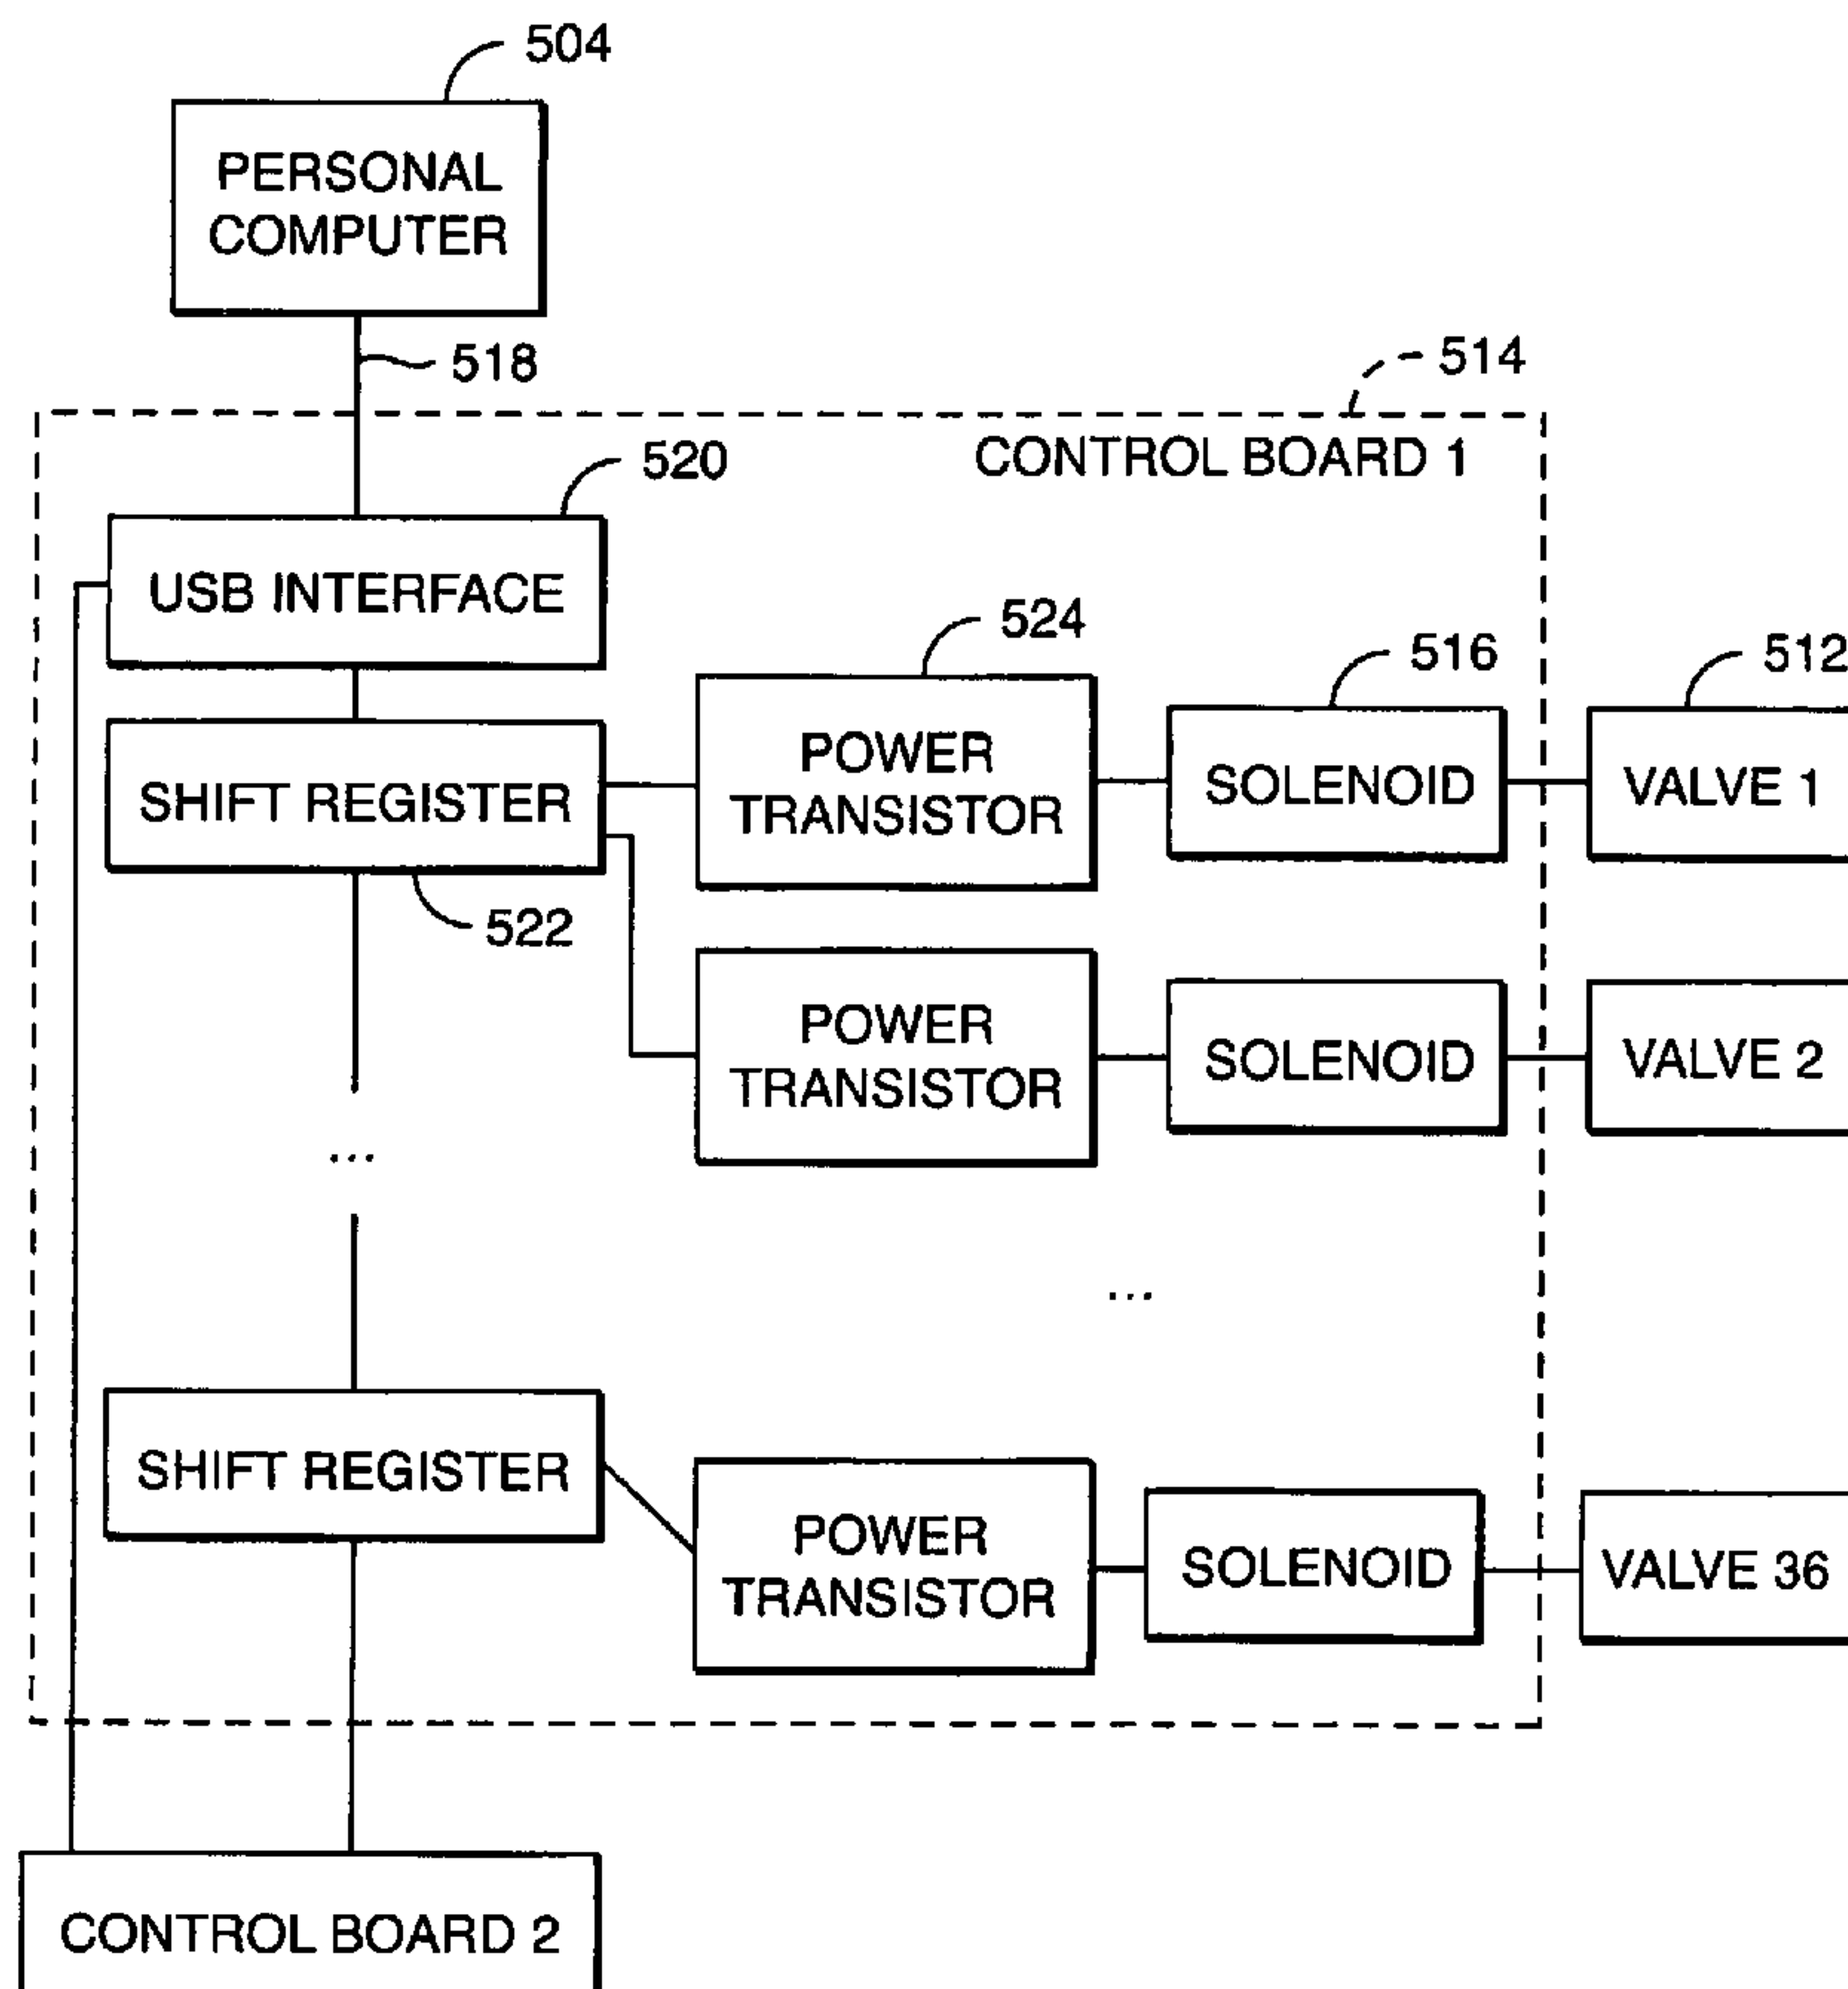 504
PERSONAL
COMPUTER
518
514
CONTROL BOARD 1
520
USB INTERFACE
524
516
512
SHIFT REGISTER
POWER
TRANSISTOR
SOLENOID
VALVE 1
522
POWER
TRANSISTOR
SOLENOID
VALVE 2
...
...
SHIFT REGISTER
POWER
TRANSISTOR
SOLENOID
VALVE 36
CONTROL BOARD 2